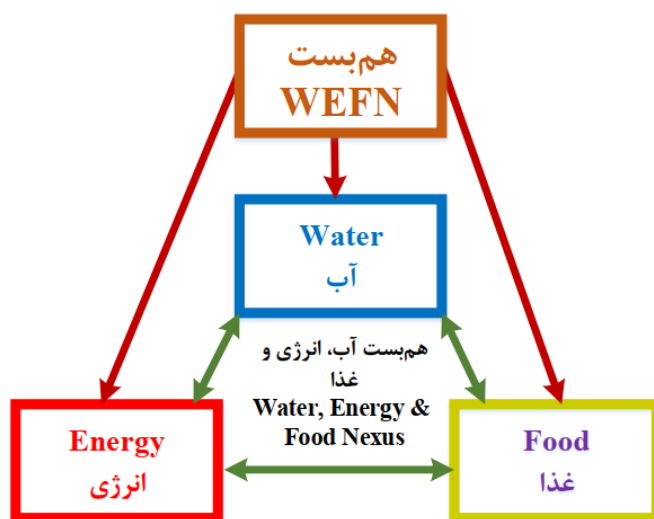 هم‌بست
WEFN
Water
آب
هم‌بست آب، انرژی و
غذا
Water, Energy &
Food Nexus
Energy
انرژی
Food
غذا